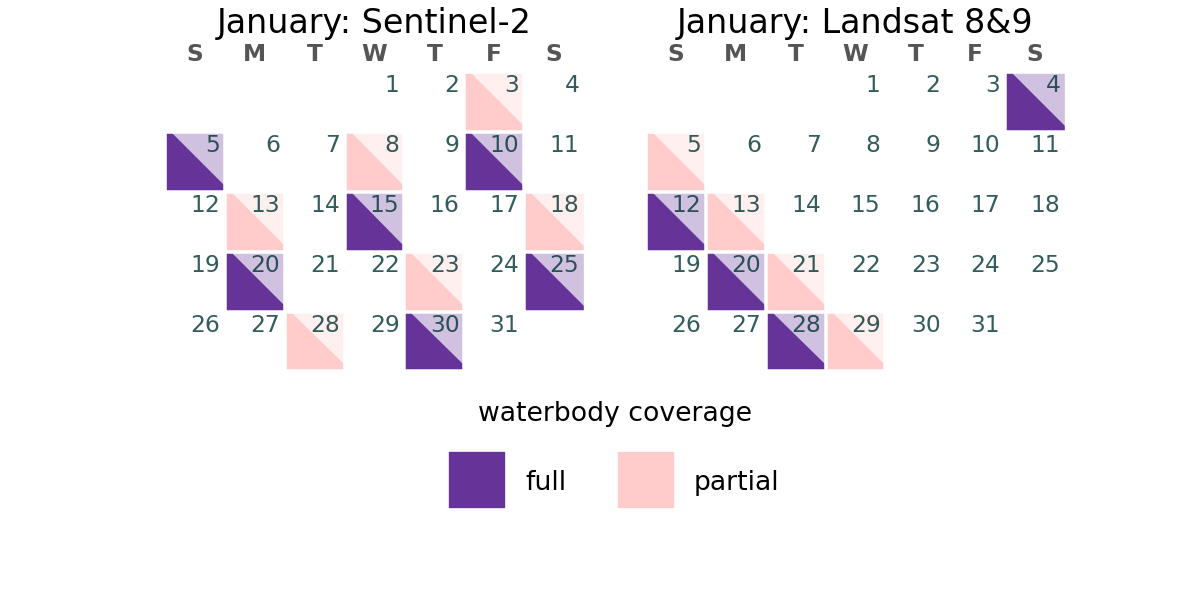 January: Sentinel-2
S M T W T F S
1 2 3 4
5 6 7 8 9 10 11
12 13 14 15 16 17 18
19 20 21 22 23 24 25
26 27 28 29 30 31
January: Landsat 8&9
S M T W T F S
1 2 3 4
5 6 7 8 9 10 11
12 13 14 15 16 17 18
19 20 21 22 23 24 25
26 27 28 29 30 31
waterbody coverage
full
partial